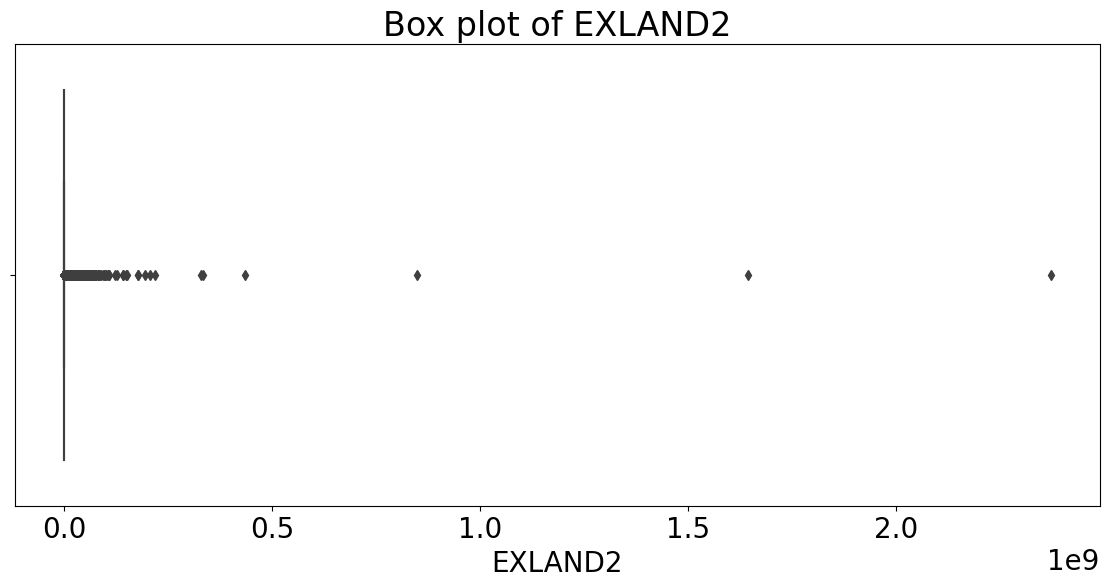 Box plot of EXLAND2
0.0 0.5 1.0 1.5 2.0
EXLAND2
1e9